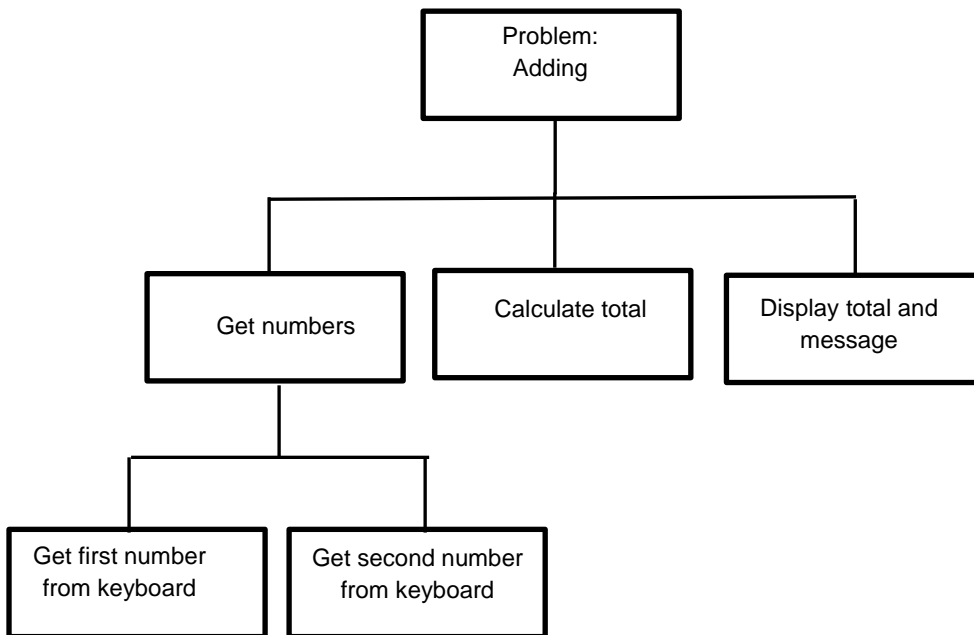 Problem:
Adding
Get numbers
Calculate total
Display total and
message
Get first number
from keyboard
Get second number
from keyboard